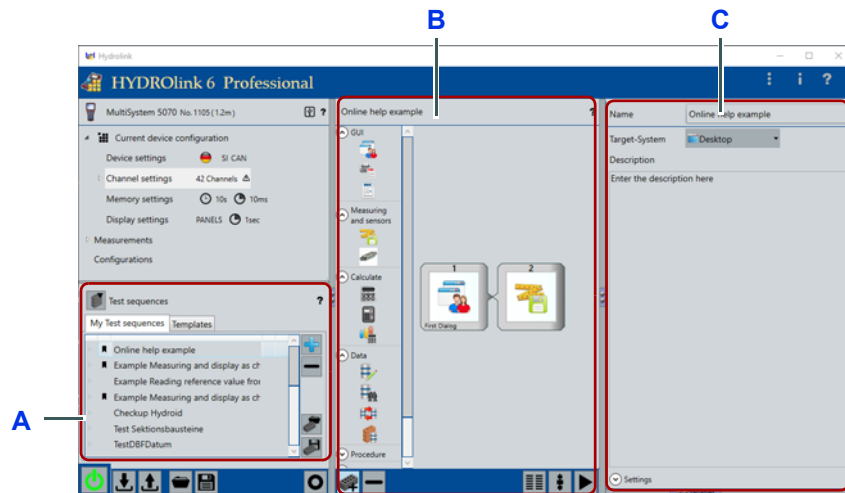 B
C
A
Hydrolink
HYDROlink 6 Professional
i ?
MultiSystem 5070 No. 1105 (1.2m) ?
Current device configuration
Device settings SI CAN
Channel settings 42 Channels
Memory settings 10s 10ms
Display settings PANELS 1sec
Measurements
Configurations
Test sequences ?
My Test sequences Templates
Online help example
Example Measuring and display as ch
Example Reading reference value fro
Example Measuring and display as ch
Checkup Hydroid
Test Sektionsbausteine
TestDBFDatum
Online help example ?
GUI
Measuring
and sensors
Calculate
Data
Procedure
1
First Dialog
2
Name Online help example
Target-System Desktop
Description
Enter the description here
Settings